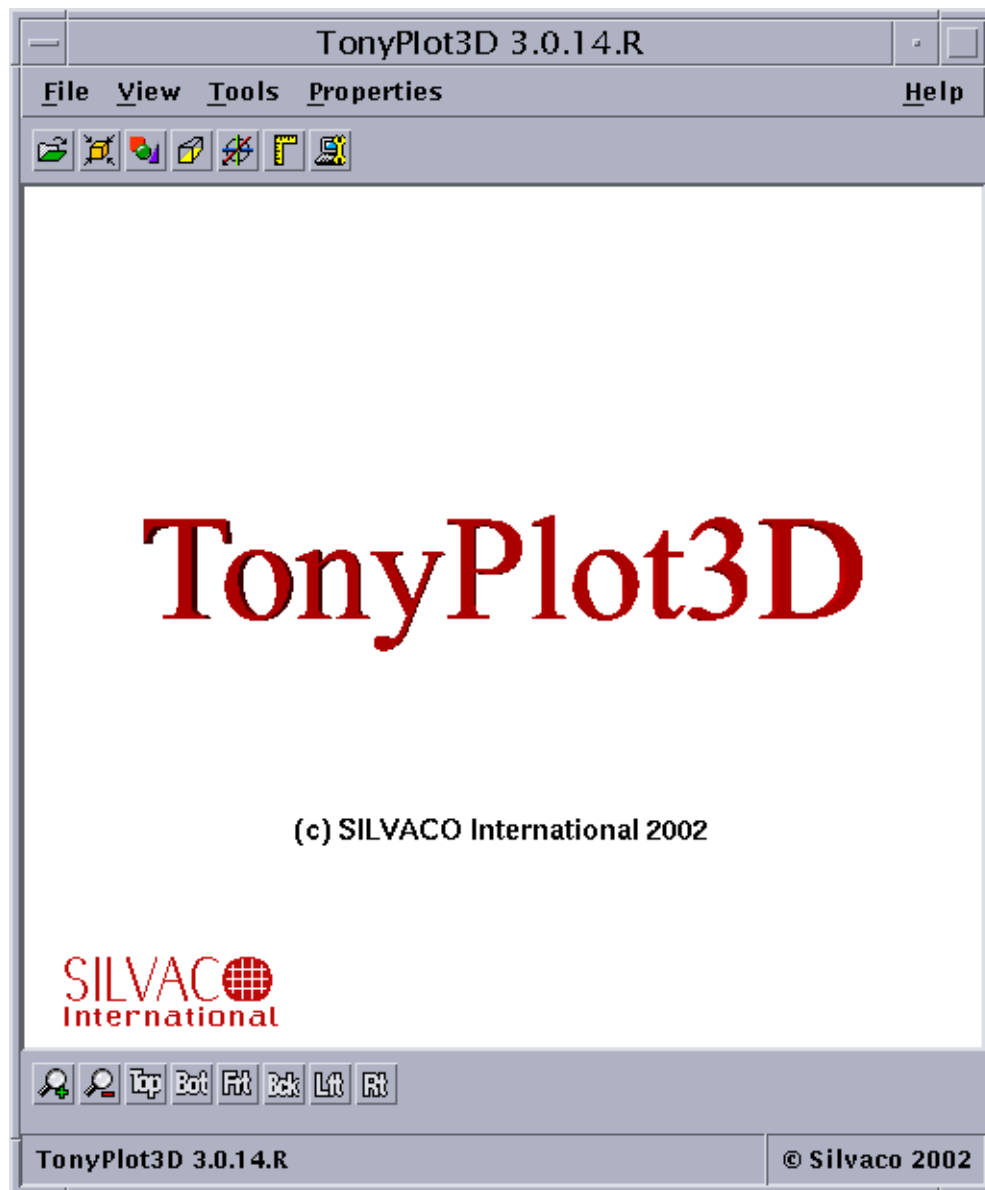 TonyPlot3D 3.0.14.R
File View Tools Properties Help
TonyPlot3D
(c) SILVACO International 2002
SILVACO
International
Top Bot Frt Bck Lft Rt
TonyPlot3D 3.0.14.R © Silvaco 2002